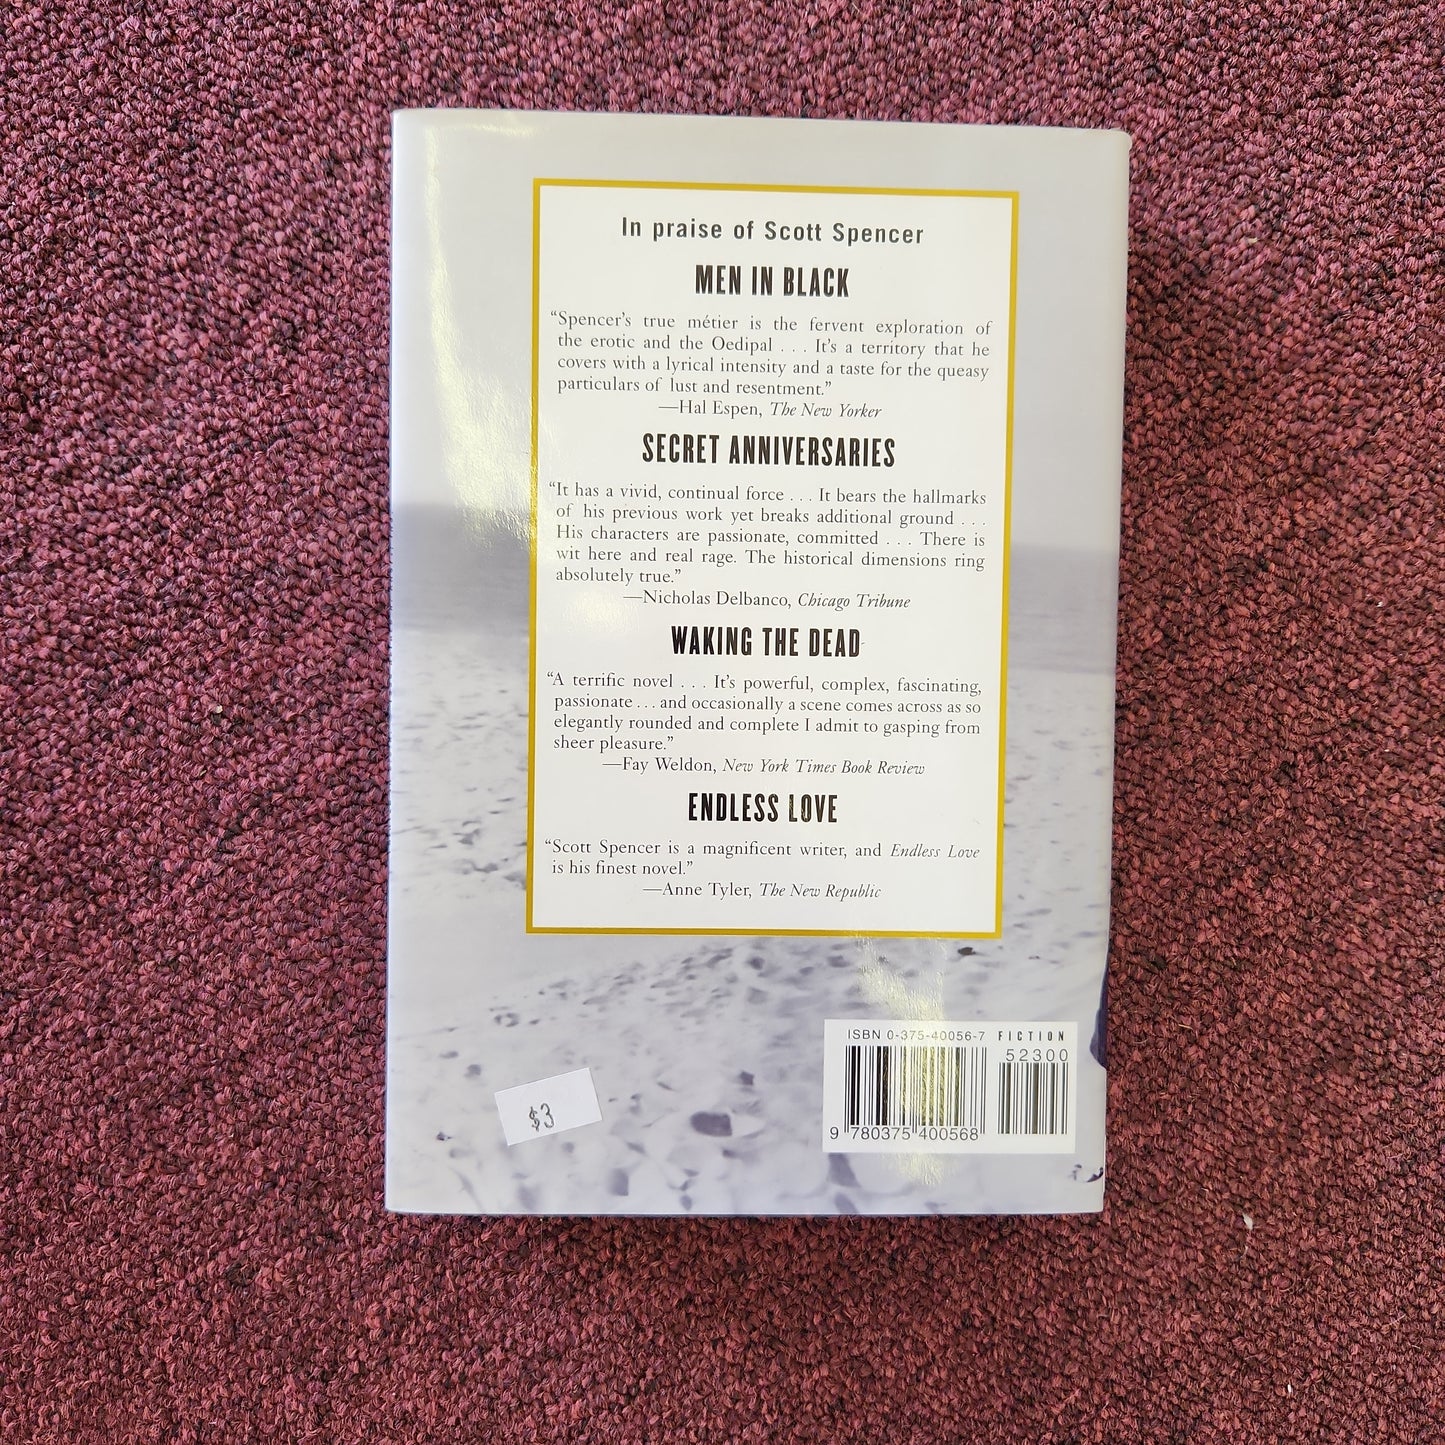 In praise of Scott Spencer
MEN IN BLACK
“Spencer’s true métier is the fervent exploration of
the erotic and the Oedipal . . . It’s a territory that he
covers with a lyrical intensity and a taste for the queasy
particulars of lust and resentment.”
—Hal Espen, The New Yorker
SECRET ANNIVERSARIES
“It has a vivid, continual force . . . It bears the hallmarks
of his previous work yet breaks additional ground . . .
His characters are passionate, committed . . . There is
wit here and real rage. The historical dimensions ring
absolutely true.”
—Nicholas Delbanco, Chicago Tribune
WAKING THE DEAD
“A terrific novel . . . It’s powerful, complex, fascinating,
passionate . . . and occasionally a scene comes across as so
elegantly rounded and complete I admit to gasping from
sheer pleasure.”
—Fay Weldon, New York Times Book Review
ENDLESS LOVE
“Scott Spencer is a magnificent writer, and Endless Love
is his finest novel.”
—Anne Tyler, The New Republic
ISBN 0-375-40056-7 FICTION
52300
9 780375 400568
$3